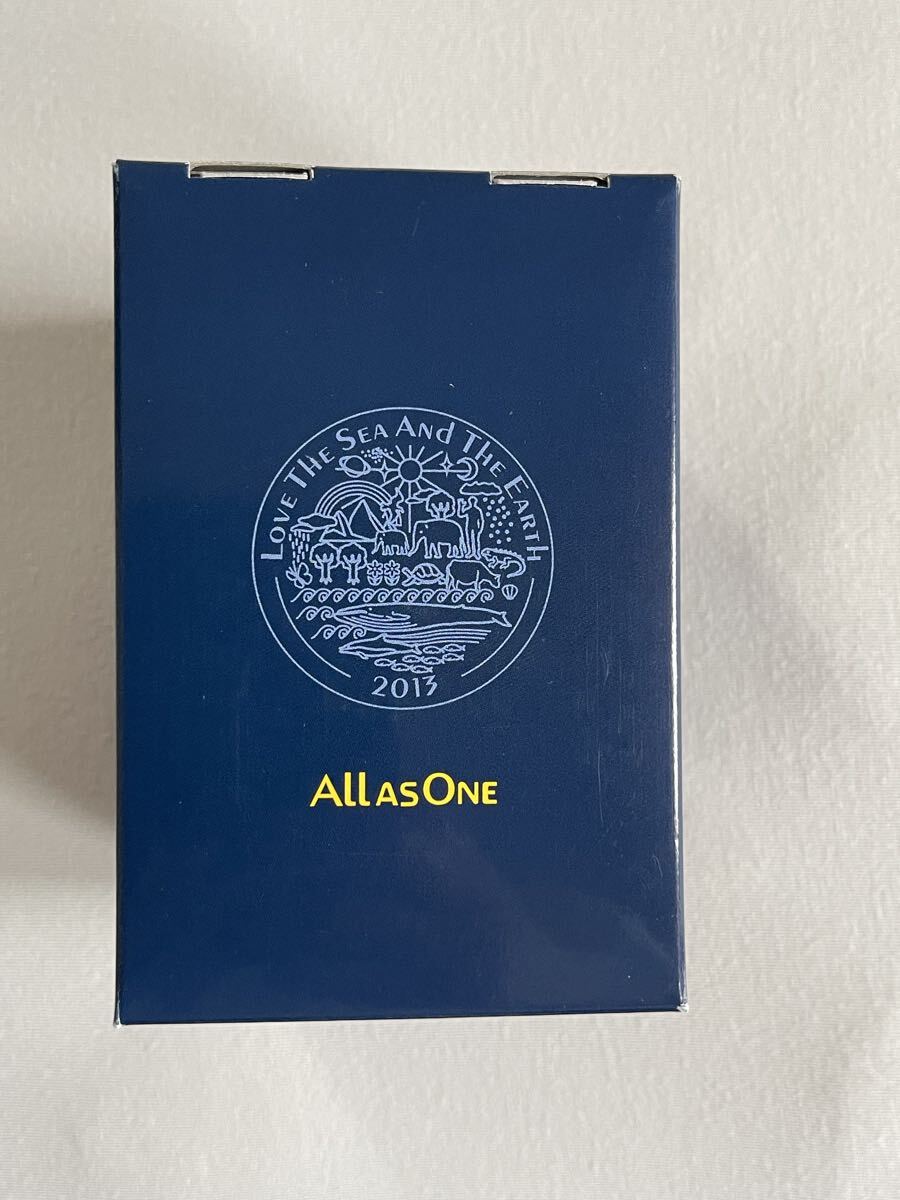 LOVE THE SEA AND THE EARTH
2013
ALL AS ONE